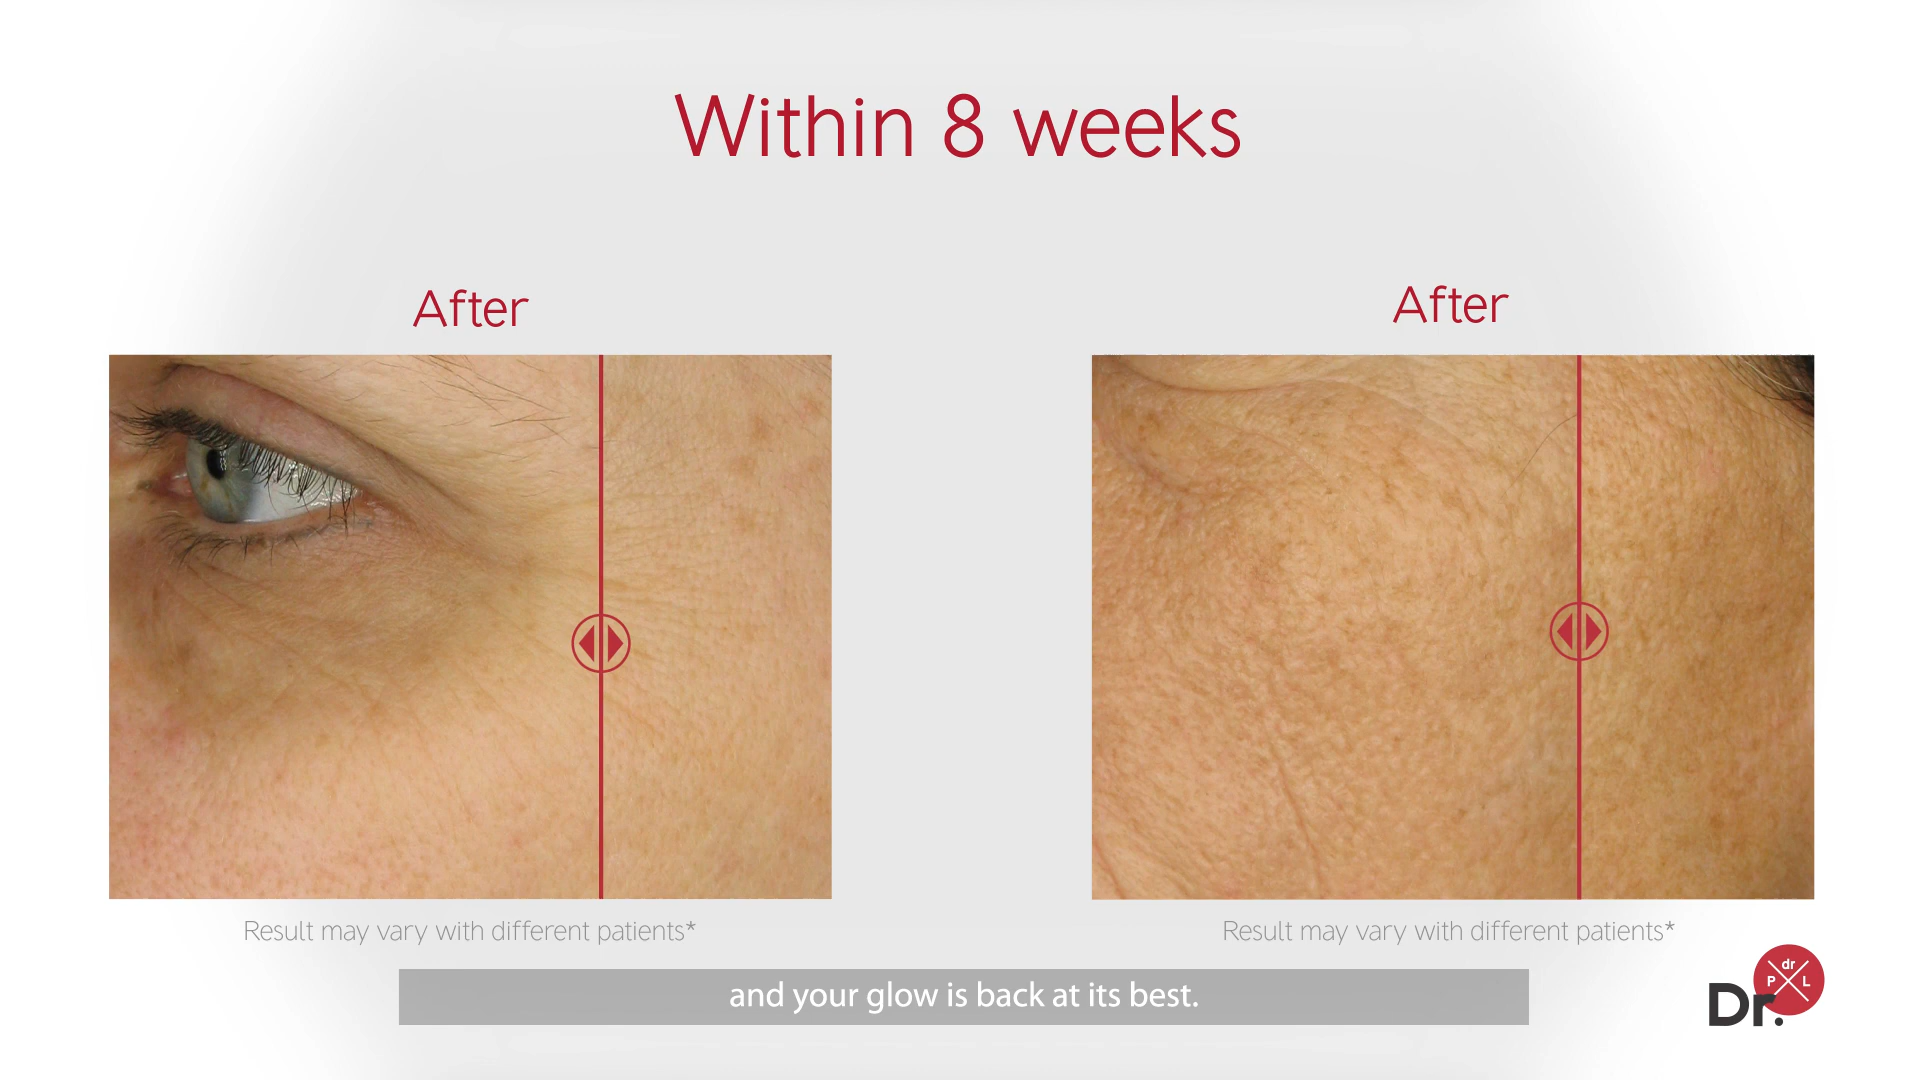 Within 8 weeks
After
After
Result may vary with different patients*
Result may vary with different patients*
and your glow is back at its best.
dr
P L
Dr.